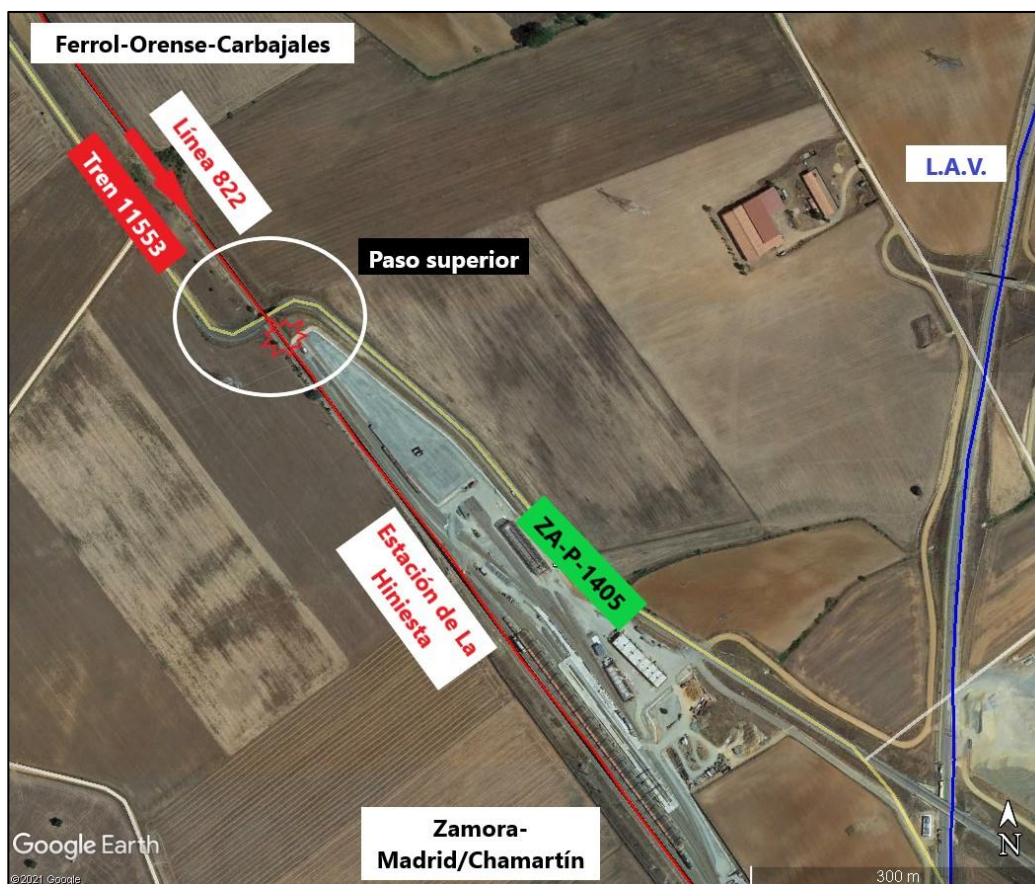 Ferrol-Orense-Carbajales
Línea 822
Tren 11553
L.A.V.
Paso superior
ZA-P-1405
Estación de La
Hiniesta
Zamora-
Madrid/Chamartín
Google Earth
©2021 Google
300 m
N